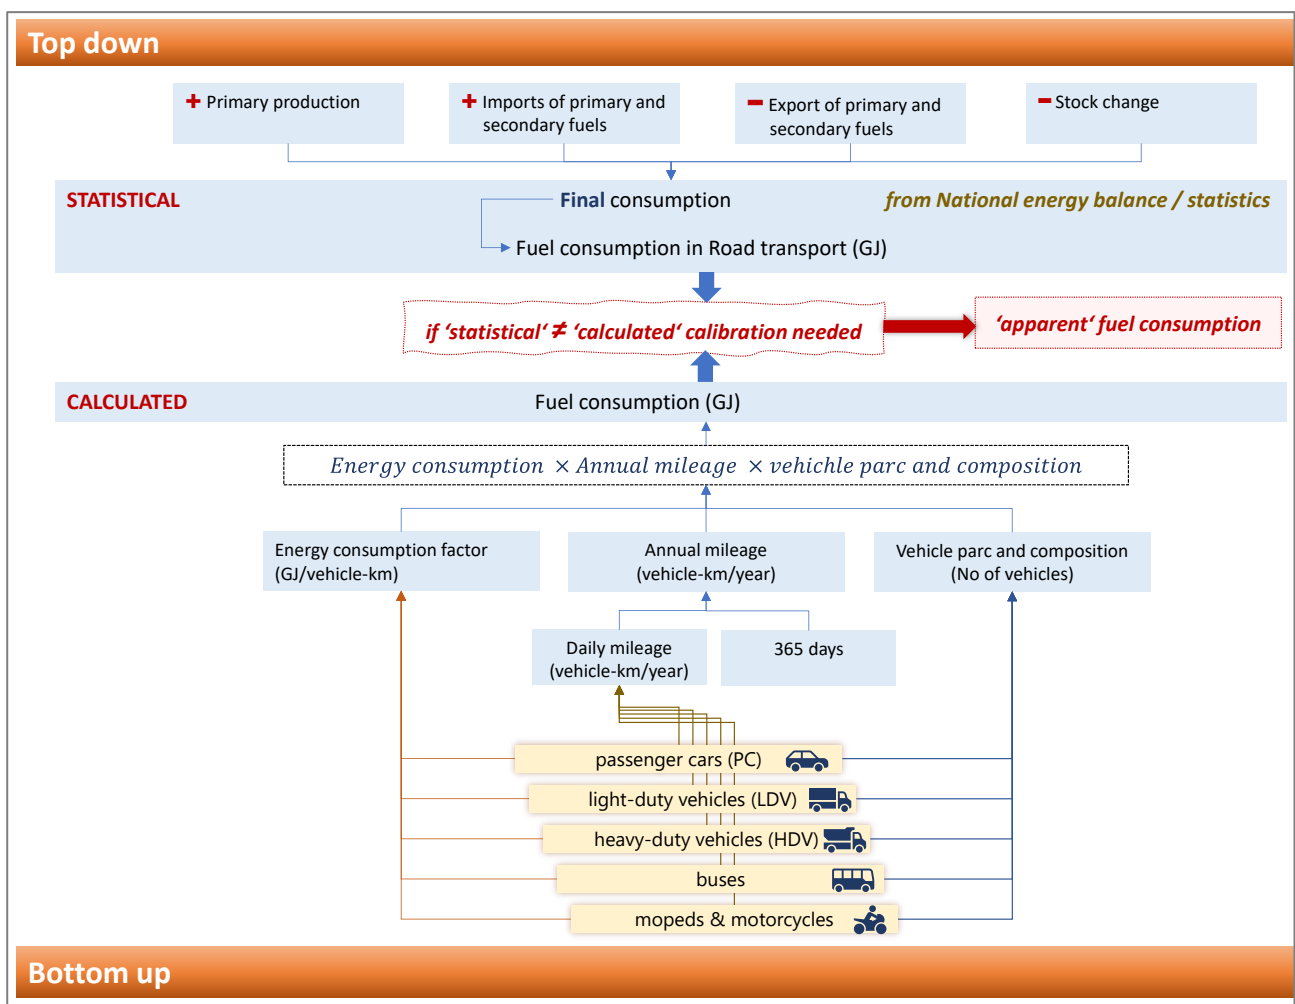 Top down
+ Primary production
+ Imports of primary and
secondary fuels
− Export of primary and
secondary fuels
− Stock change
STATISTICAL
Final consumption
from National energy balance / statistics
Fuel consumption in Road transport (GJ)
if ‘statistical‘ ≠ ‘calculated‘ calibration needed
‘apparent‘ fuel consumption
CALCULATED
Fuel consumption (GJ)
Energy consumption × Annual mileage × vehichle parc and composition
Energy consumption factor
(GJ/vehicle-km)
Annual mileage
(vehicle-km/year)
Vehicle parc and composition
(No of vehicles)
Daily mileage
(vehicle-km/year)
365 days
passenger cars (PC)
light-duty vehicles (LDV)
heavy-duty vehicles (HDV)
buses
mopeds & motorcycles
Bottom up